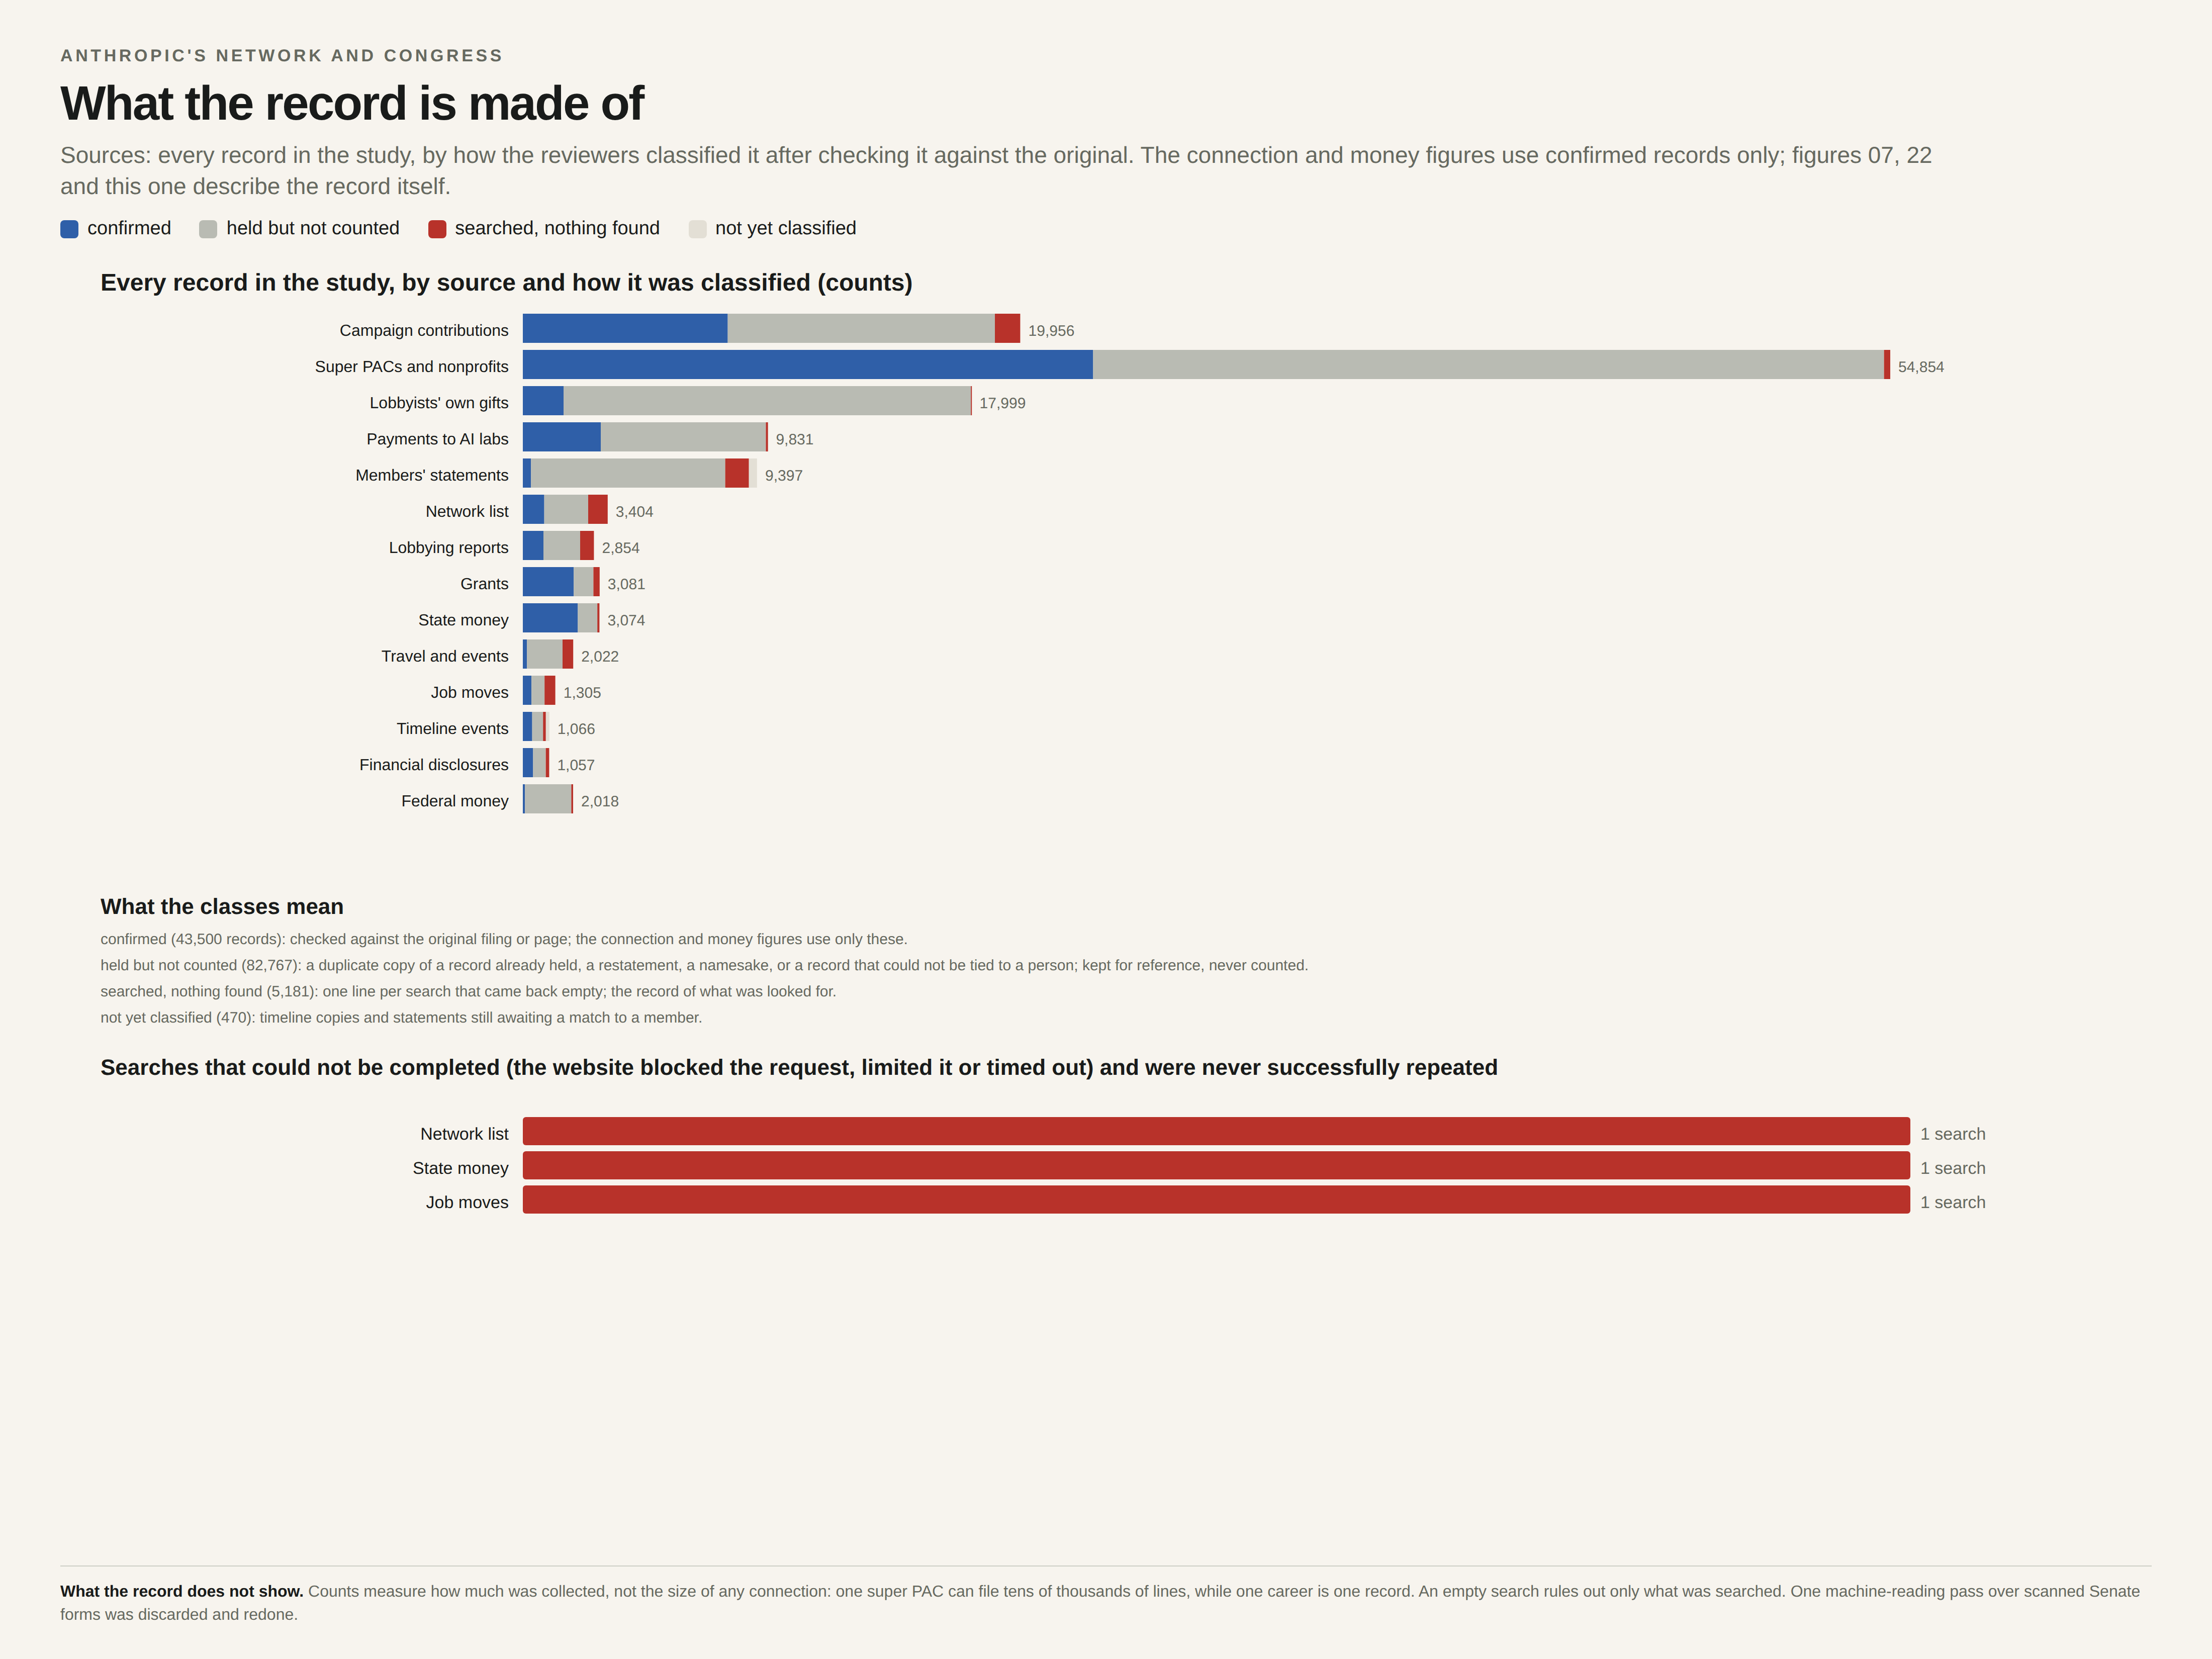 ANTHROPIC'S NETWORK AND CONGRESS
What the record is made of
Sources: every record in the study, by how the reviewers classified it after checking it against the original. The connection and money figures use confirmed records only; figures 07, 22
and this one describe the record itself.
confirmed held but not counted searched, nothing found not yet classified
Every record in the study, by source and how it was classified (counts)
Campaign contributions 19,956
Super PACs and nonprofits 54,854
Lobbyists' own gifts 17,999
Payments to AI labs 9,831
Members' statements 9,397
Network list 3,404
Lobbying reports 2,854
Grants 3,081
State money 3,074
Travel and events 2,022
Job moves 1,305
Timeline events 1,066
Financial disclosures 1,057
Federal money 2,018
What the classes mean
confirmed (43,500 records): checked against the original filing or page; the connection and money figures use only these.
held but not counted (82,767): a duplicate copy of a record already held, a restatement, a namesake, or a record that could not be tied to a person; kept for reference, never counted.
searched, nothing found (5,181): one line per search that came back empty; the record of what was looked for.
not yet classified (470): timeline copies and statements still awaiting a match to a member.
Searches that could not be completed (the website blocked the request, limited it or timed out) and were never successfully repeated
Network list 1 search
State money 1 search
Job moves 1 search
What the record does not show. Counts measure how much was collected, not the size of any connection: one super PAC can file tens of thousands of lines, while one career is one record. An empty search rules out only what was searched. One machine-reading pass over scanned Senate
forms was discarded and redone.